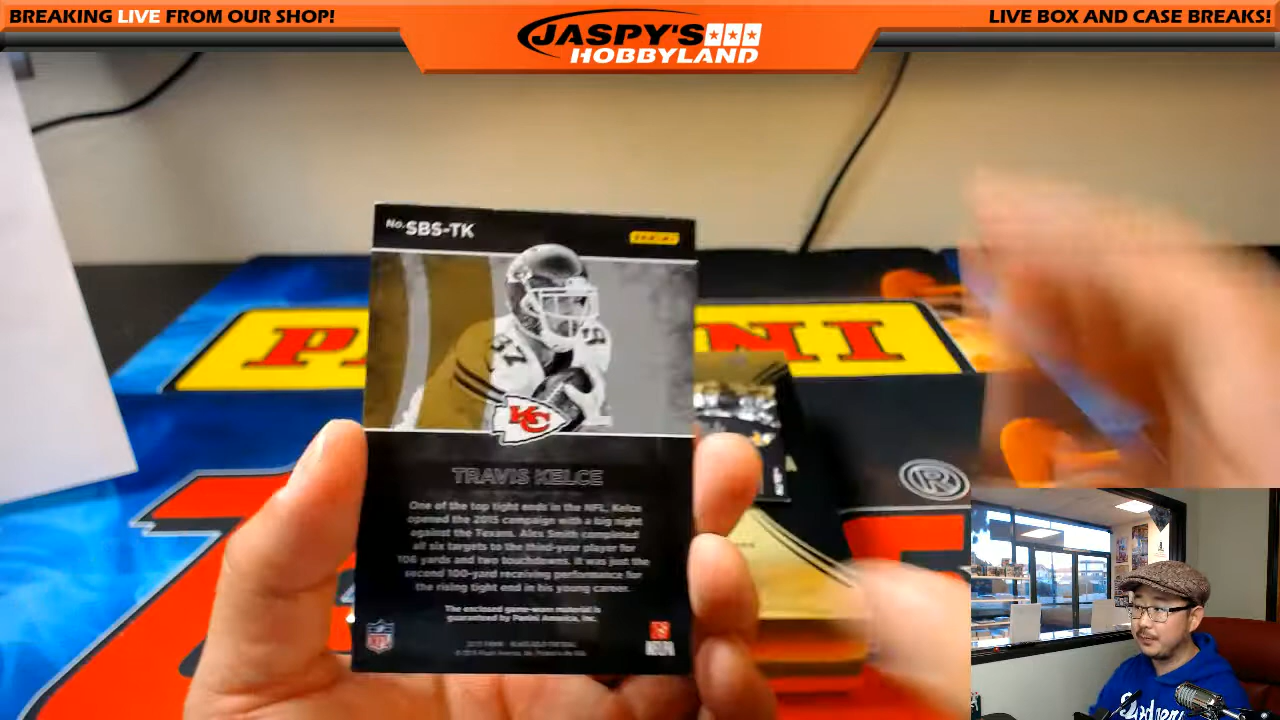 BREAKING LIVE FROM OUR SHOP!
JASPY'S
HOBBYLAND
LIVE BOX AND CASE BREAKS!
No. SBS-TK
PANINI
87
KC
TRAVIS KELCE
One of the top tight ends in the NFL, Kelce
opened the 2015 campaign with a big night
against the Texans. Alex Smith completed
all six targets to the third-year player for
106 yards and two touchdowns. It was just the
second 100-yard receiving performance for
the rising tight end in his young career.
The enclosed game-worn material is
guaranteed by Panini America, Inc.
NFL
®